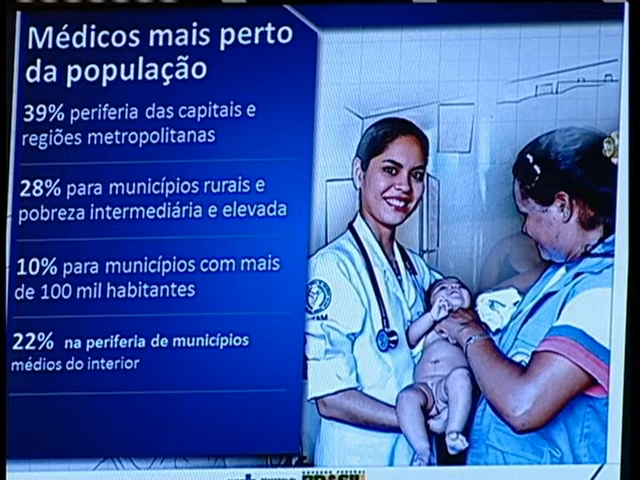 Médicos mais perto
da população
39% periferia das capitais e
regiões metropolitanas
28% para municípios rurais e
pobreza intermediária e elevada
10% para municípios com mais
de 100 mil habitantes
22% na periferia de municípios
médios do interior
BRASIL